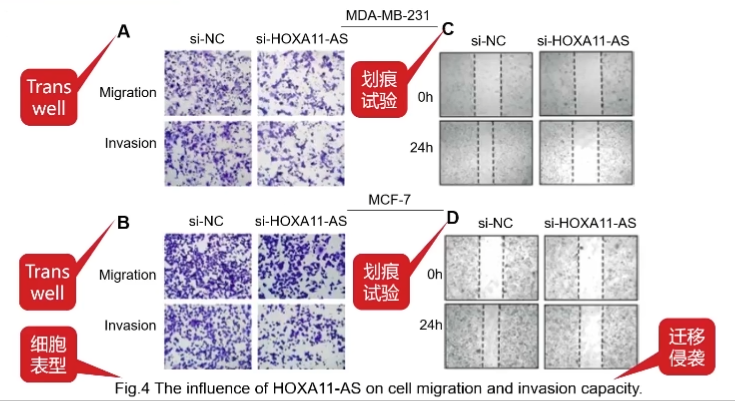 MDA-MB-231
A
si-NC si-HOXA11-AS
C
si-NC si-HOXA11-AS
Trans
well
Migration
Invasion
划痕
试验
0h
24h
MCF-7
B
si-NC si-HOXA11-AS
D
si-NC si-HOXA11-AS
Trans
well
Migration
Invasion
划痕
试验
0h
24h
细胞
表型
迁移
侵袭
Fig.4 The influence of HOXA11-AS on cell migration and invasion capacity.